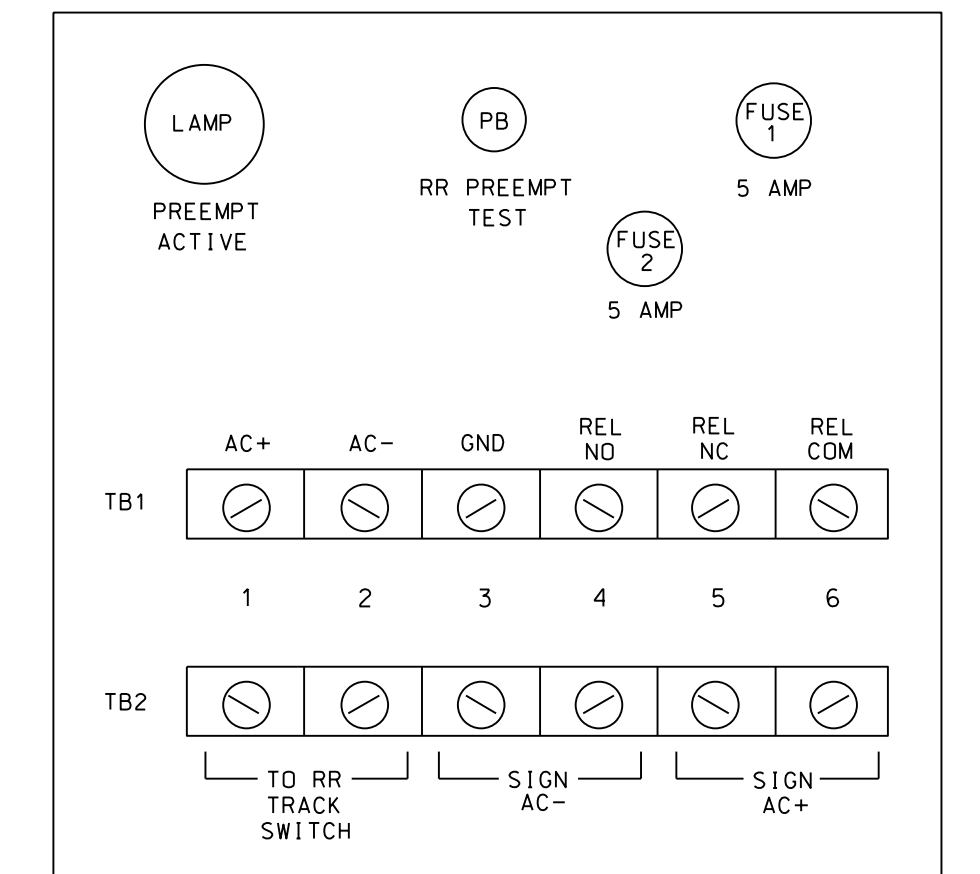 LAMP
PREEMPT
ACTIVE
PB
RR PREEMPT
TEST
FUSE
1
5 AMP
FUSE
2
5 AMP
AC+ AC- GND REL NO REL NC REL COM
TB1
1 2 3 4 5 6
TB2
TO RR
TRACK
SWITCH
SIGN
AC-
SIGN
AC+